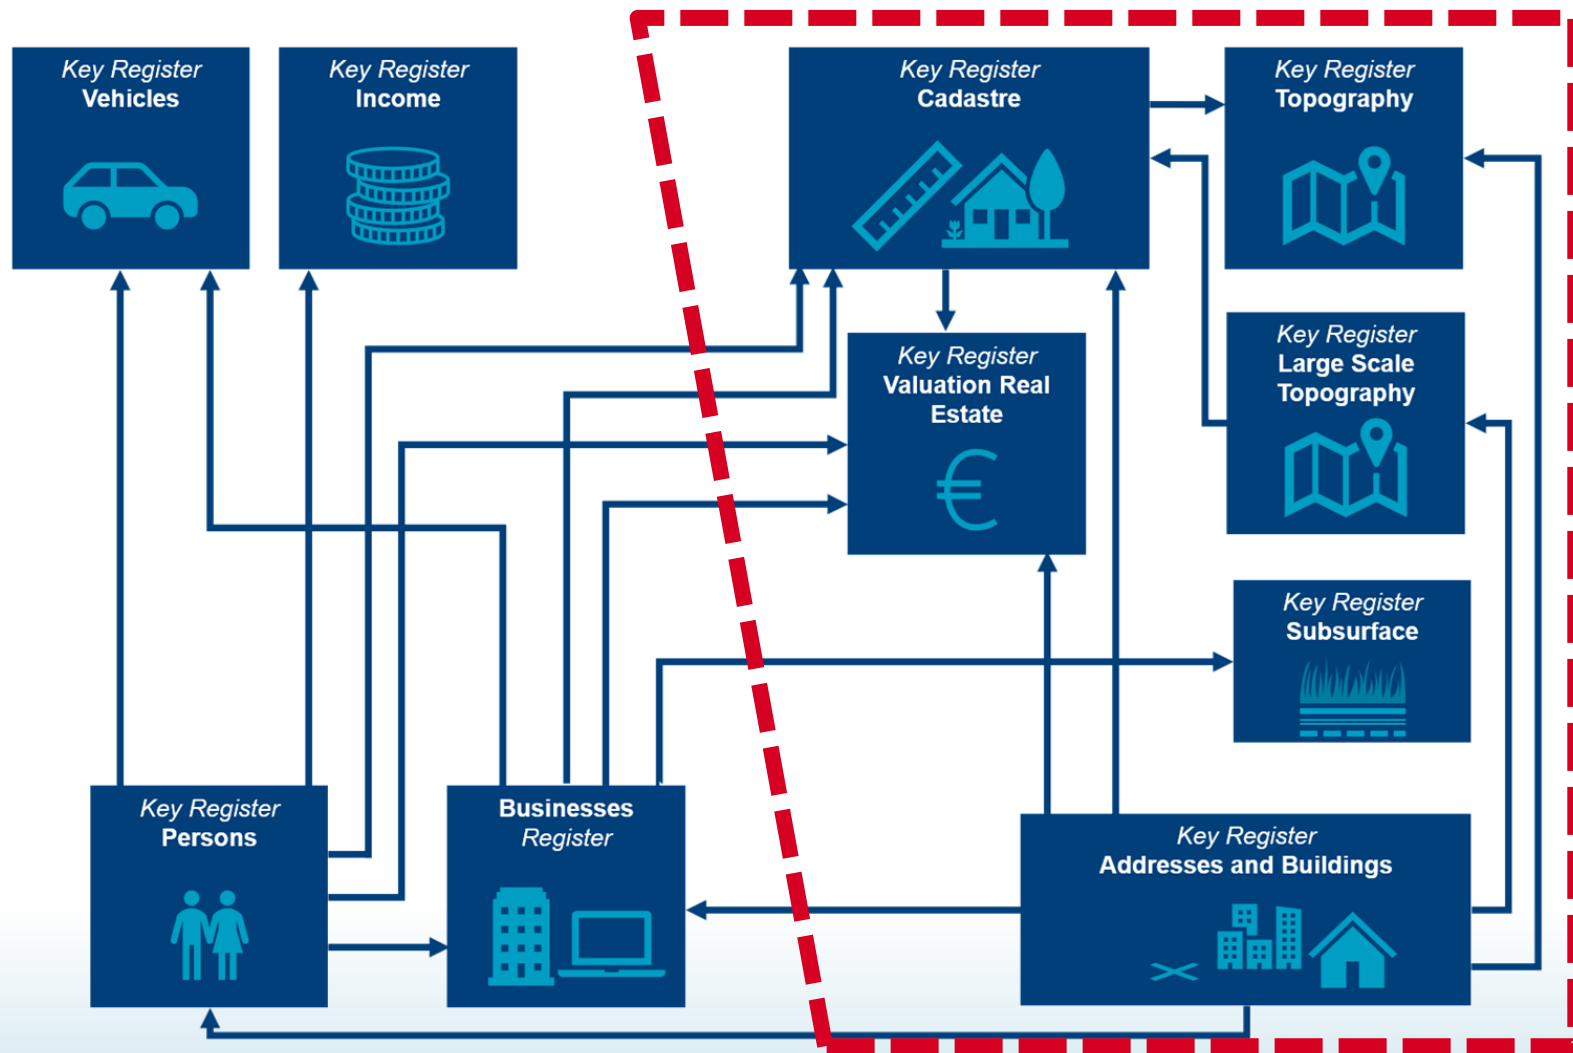 Key Register
Vehicles
Key Register
Income
Key Register
Cadastre
Key Register
Topography
Key Register
Valuation Real
Estate
€
Key Register
Large Scale
Topography
Key Register
Subsurface
Key Register
Persons
Businesses
Register
Key Register
Addresses and Buildings